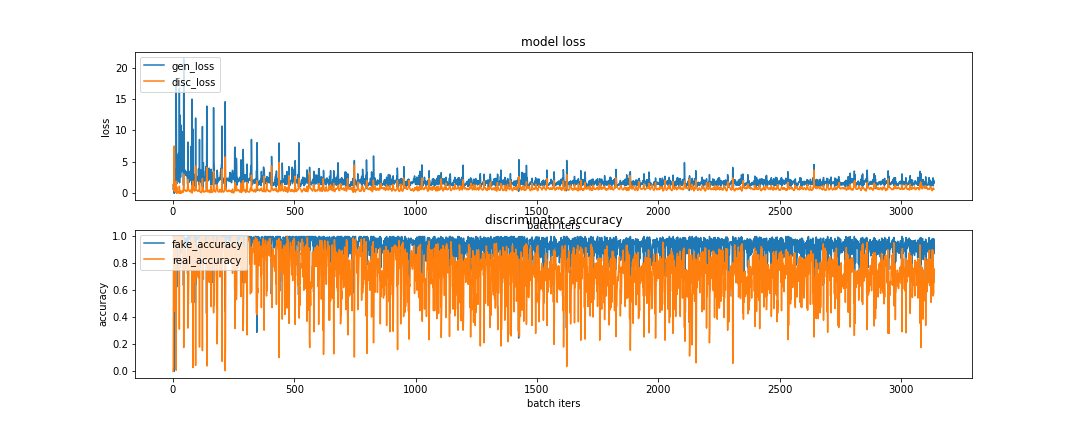 model loss
gen_loss
disc_loss
20
15
10
5
0
loss
0
500
1000
1500
2000
2500
3000
batch iters
discriminator accuracy
fake_accuracy
real_accuracy
1.0
0.8
0.6
0.4
0.2
0.0
accuracy
0
500
1000
1500
2000
2500
3000
batch iters